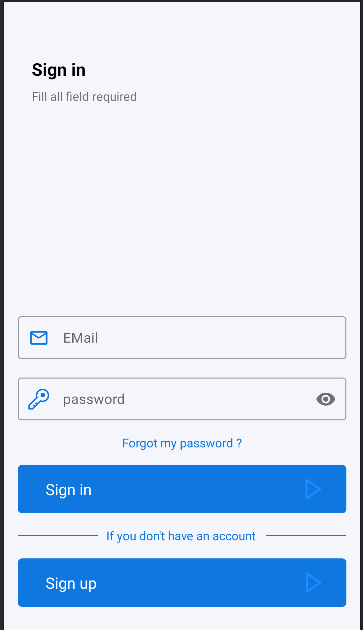 Sign in
Fill all field required
EMail
password
Forgot my password ?
Sign in
If you don't have an account
Sign up